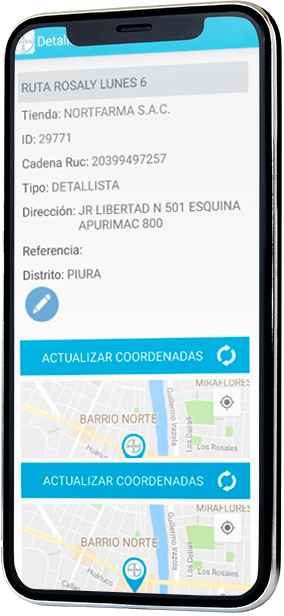 Detall
RUTA ROSALY LUNES 6
Tienda: NORTFARMA S.A.C.
ID: 29771
Cadena Ruc: 20399497257
Tipo: DETALLISTA
Dirección: JR LIBERTAD N 501 ESQUINA
APURIMAC 800
Referencia:
Distrito: PIURA
ACTUALIZAR COORDENADAS
MIRAFLORES
BARRIO NORTE
Guillermo Irazola
Los Dalias
Los Rosales
Huánuco
ACTUALIZAR COORDENADAS
MIRAFLORES
BARRIO NORTE
Guillermo Irazola
Los Dalias
Los Rosales
Huánuco
Callao